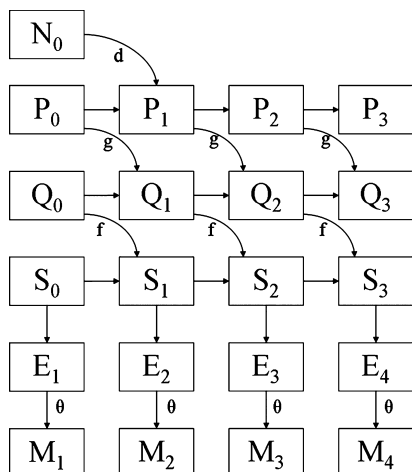 N₀
d
P₀ P₁ P₂ P₃
g g g
Q₀ Q₁ Q₂ Q₃
f f f
S₀ S₁ S₂ S₃
E₁ E₂ E₃ E₄
θ θ θ θ
M₁ M₂ M₃ M₄